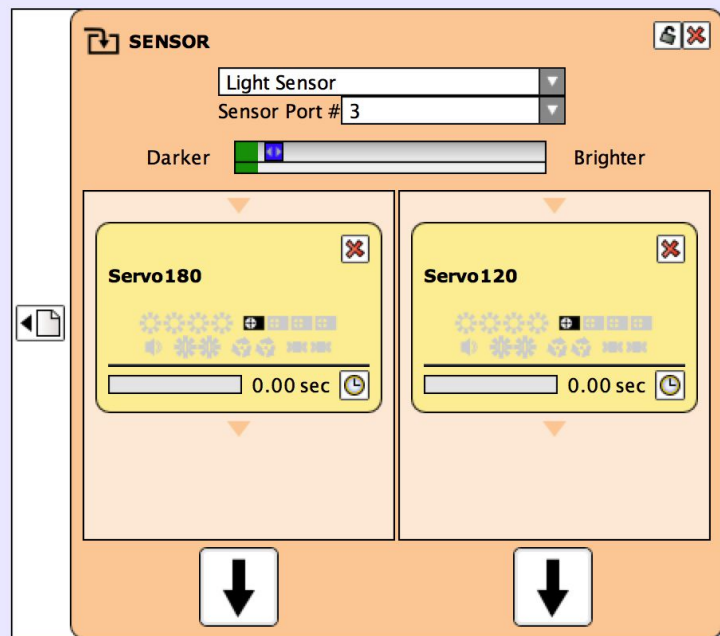 SENSOR
Light Sensor
Sensor Port # 3
Darker Brighter
Servo180 Servo120
0.00 sec 0.00 sec